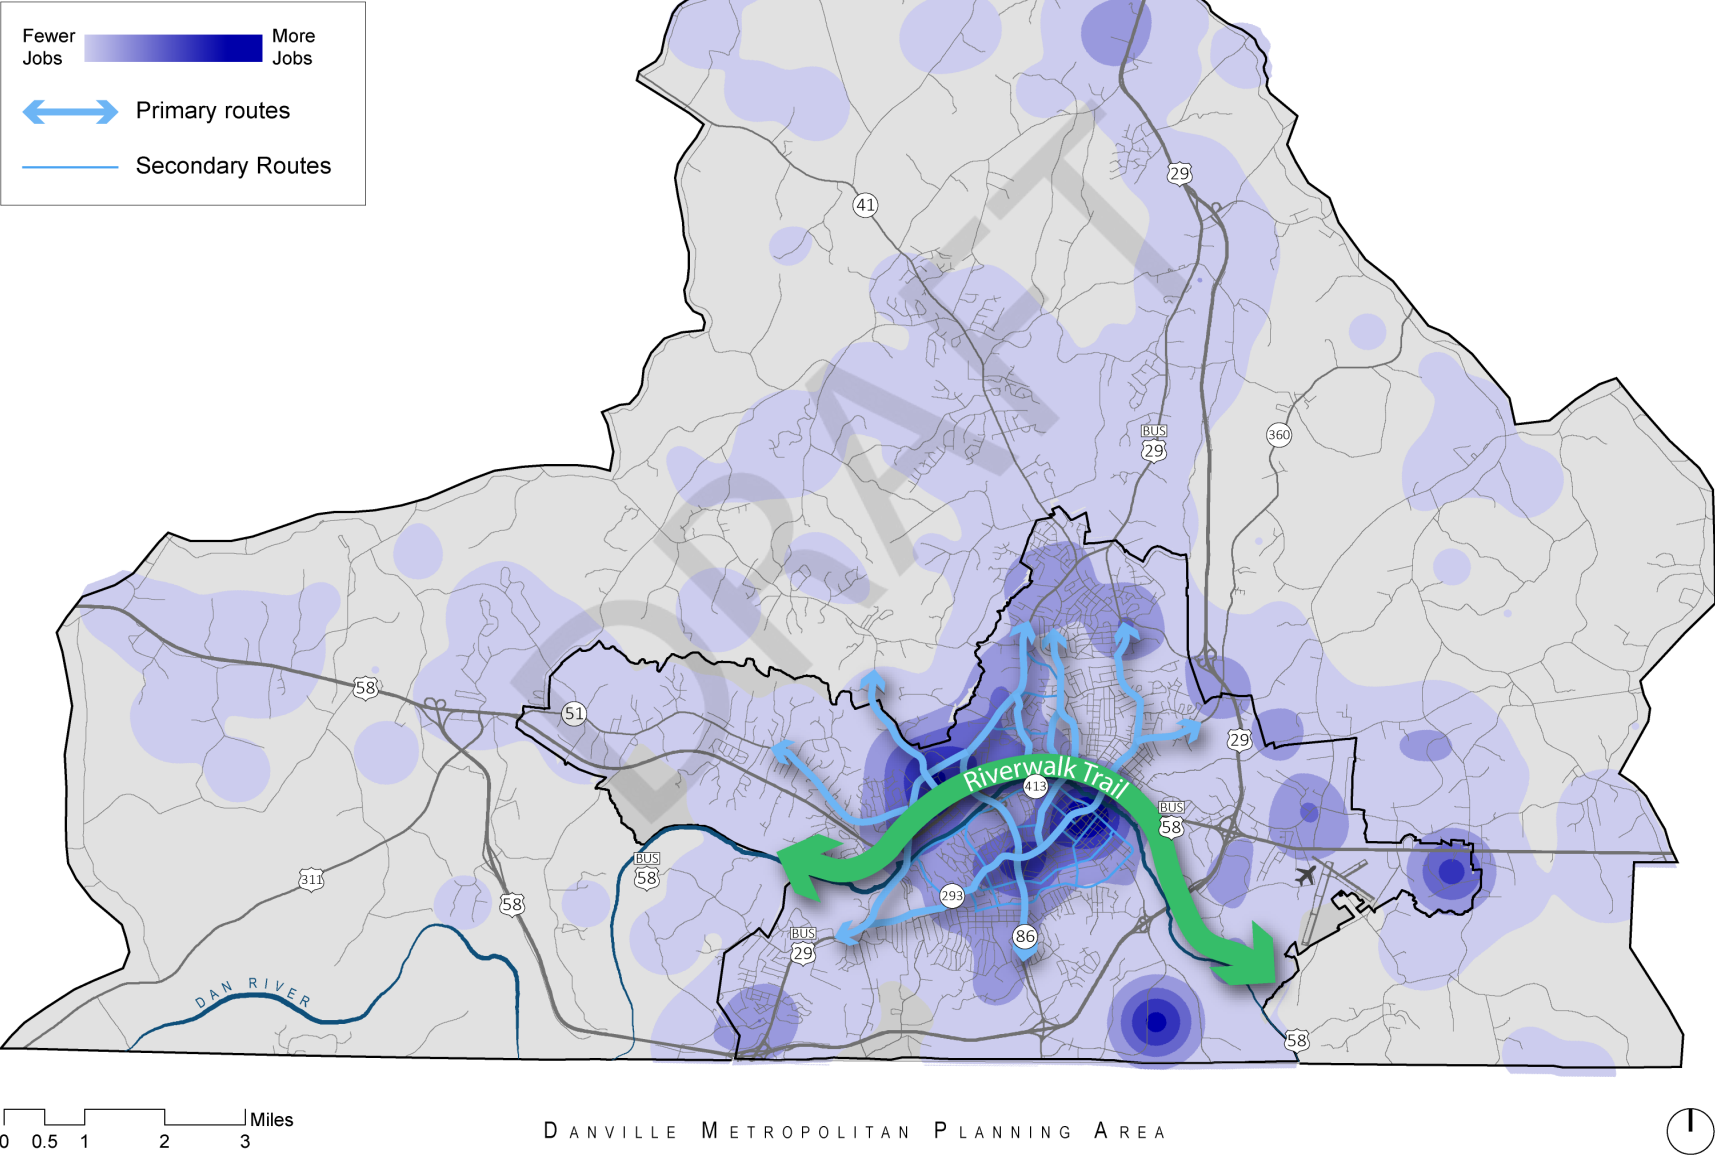 Fewer
Jobs
More
Jobs
Primary routes
Secondary Routes
DRAFT
29
41
BUS
29
360
58
51
29
Riverwalk Trail
413
BUS
58
BUS
58
311
58
293
86
BUS
29
DAN RIVER
58
0 0.5 1 2 3 Miles
DANVILLE METROPOLITAN PLANNING AREA